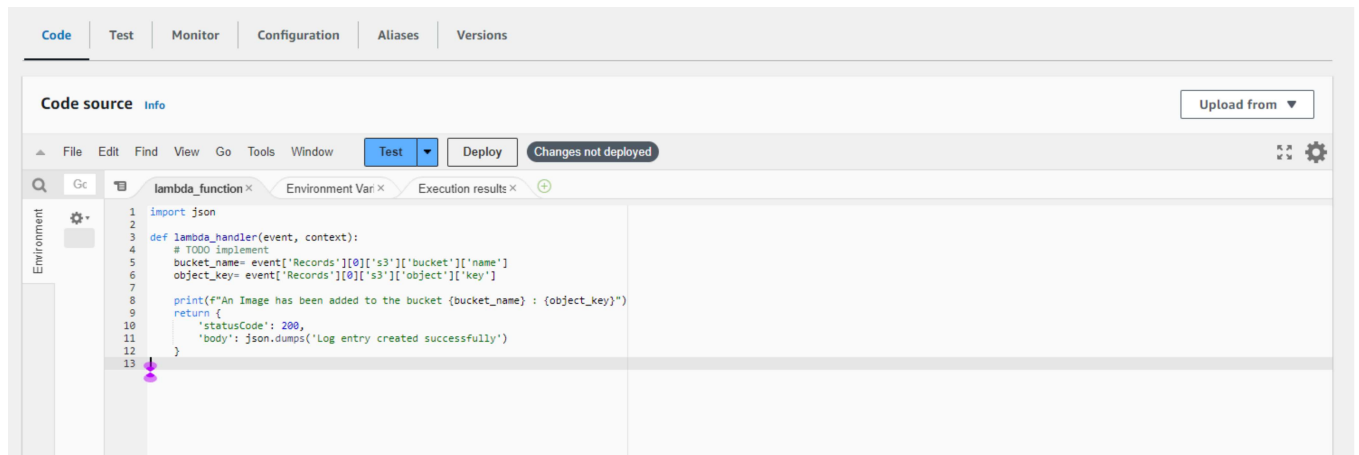 Code Test Monitor Configuration Aliases Versions
Code source Info
Upload from ▼
File Edit Find View Go Tools Window Test Deploy Changes not deployed
Gc lambda_function × Environment Vari × Execution results ×
Environment
1 import json
2
3 def lambda_handler(event, context):
4     # TODO implement
5     bucket_name= event['Records'][0]['s3']['bucket']['name']
6     object_key= event['Records'][0]['s3']['object']['key']
7
8     print(f"An Image has been added to the bucket {bucket_name} : {object_key}")
9     return {
10         'statusCode': 200,
11         'body': json.dumps('Log entry created successfully')
12     }
13